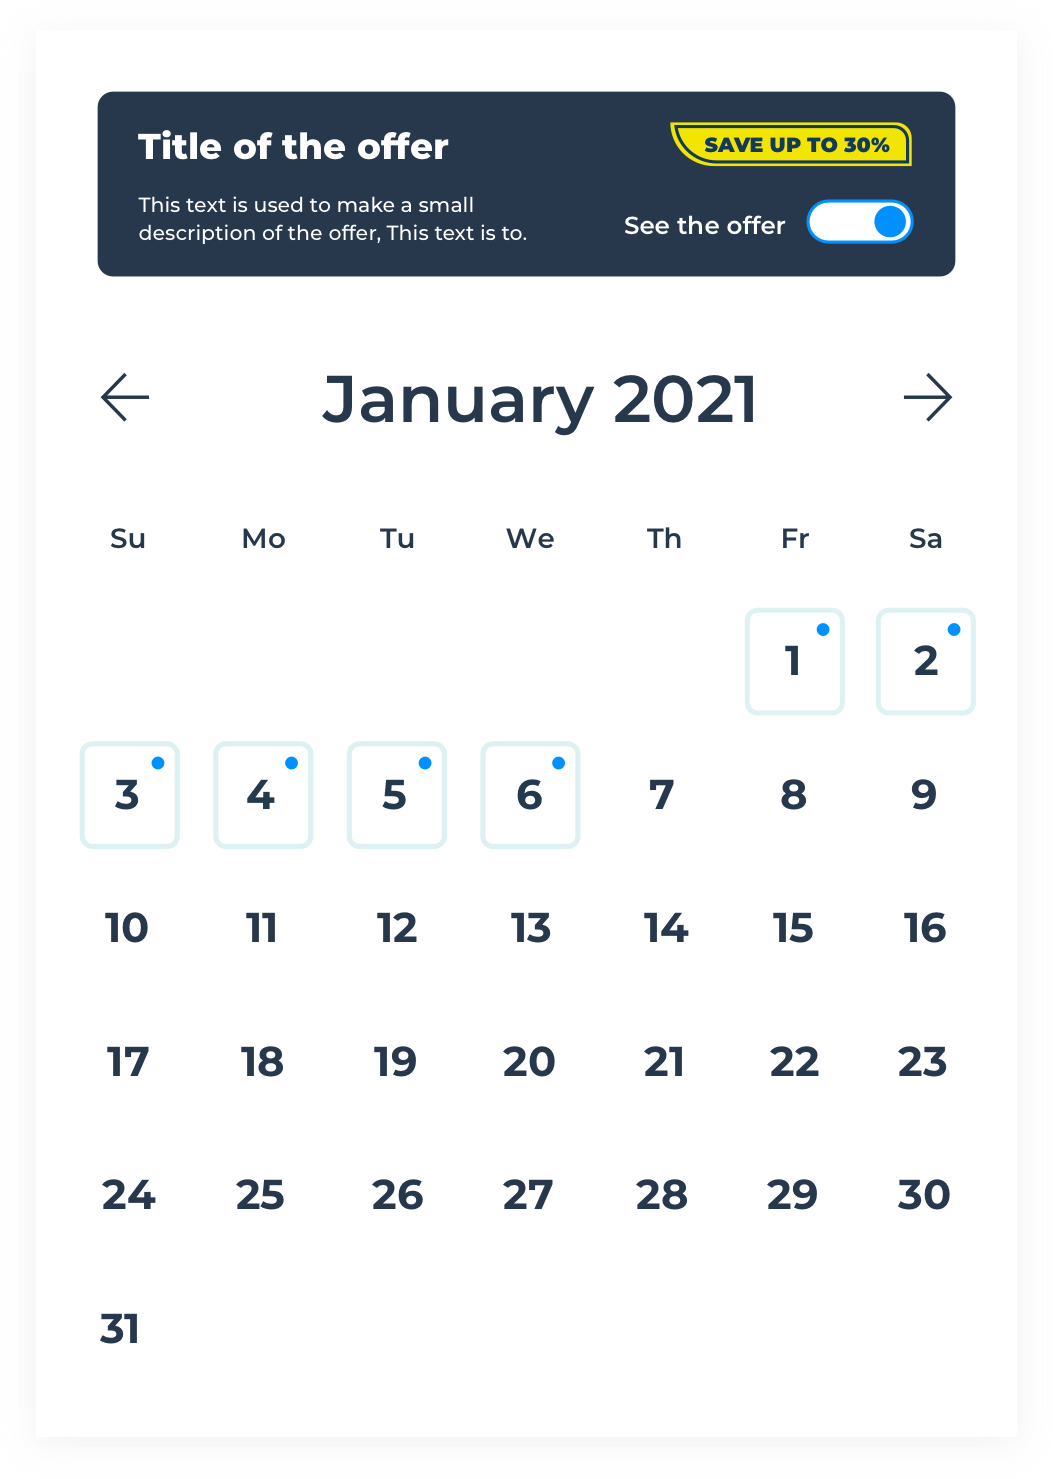 Title of the offer
SAVE UP TO 30%
This text is used to make a small
description of the offer, This text is to.
See the offer
January 2021
Su Mo Tu We Th Fr Sa
1 2
3 4 5 6 7 8 9
10 11 12 13 14 15 16
17 18 19 20 21 22 23
24 25 26 27 28 29 30
31